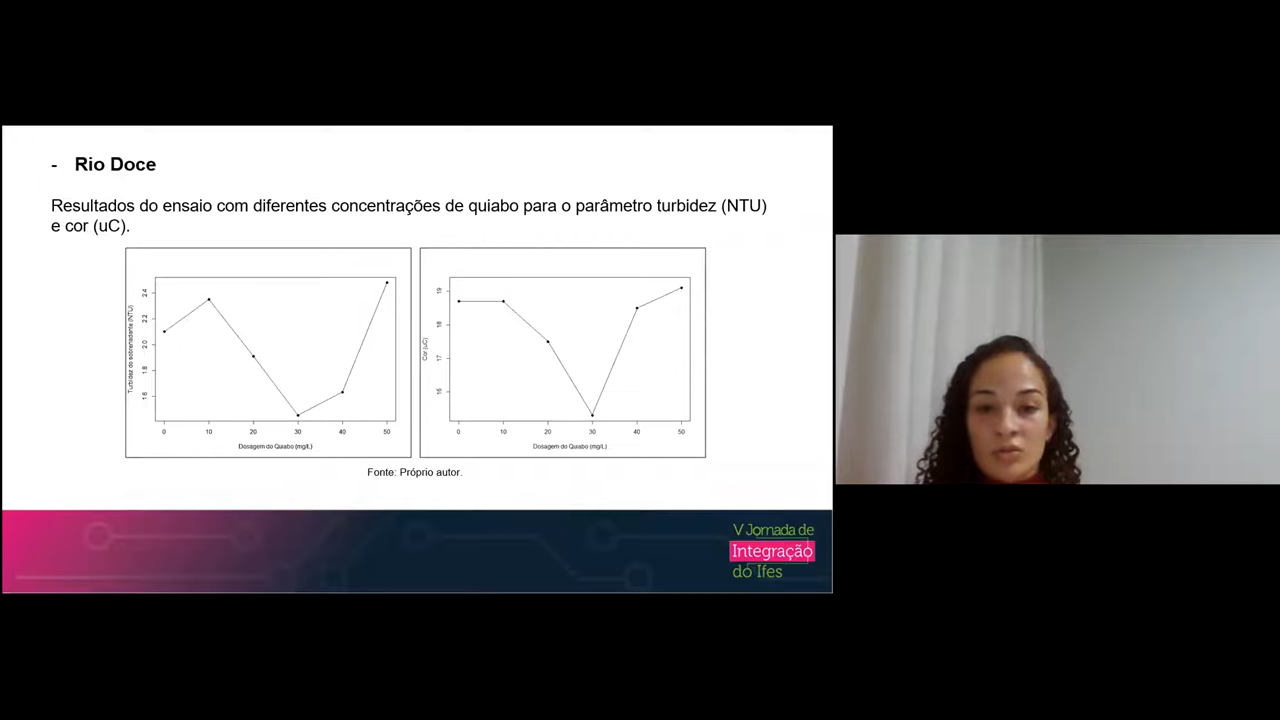 - Rio Doce
Resultados do ensaio com diferentes concentrações de quiabo para o parâmetro turbidez (NTU)
e cor (uC).
Turbidez do sobrenadante (NTU)
2.4
2.2
2.0
1.8
1.6
0 10 20 30 40 50
Dosagem do Quiabo (mg/L)
Cor (uC)
19
18
17
16
0 10 20 30 40 50
Dosagem do Quiabo (mg/L)
Fonte: Próprio autor.
V Jornada de
Integração
do Ifes